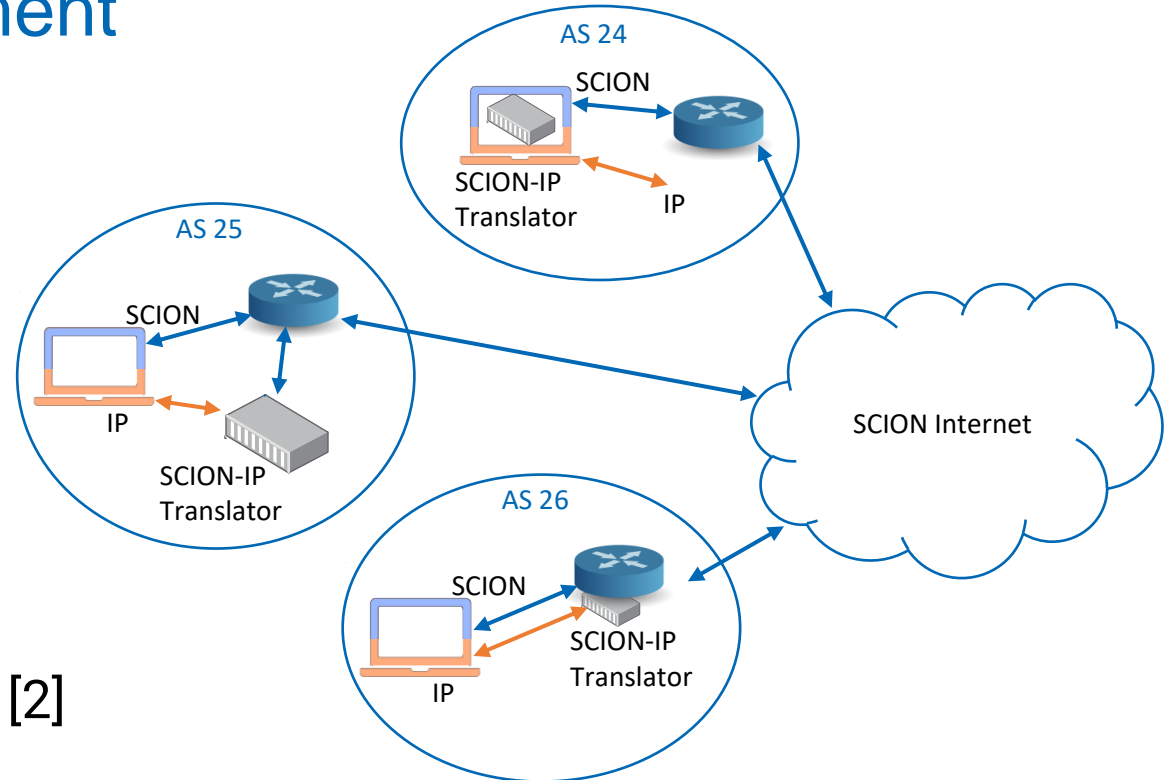 AS 24
SCION
SCION-IP
Translator
IP
AS 25
SCION
IP
SCION-IP
Translator
SCION Internet
AS 26
SCION
SCION-IP
Translator
IP
[2]